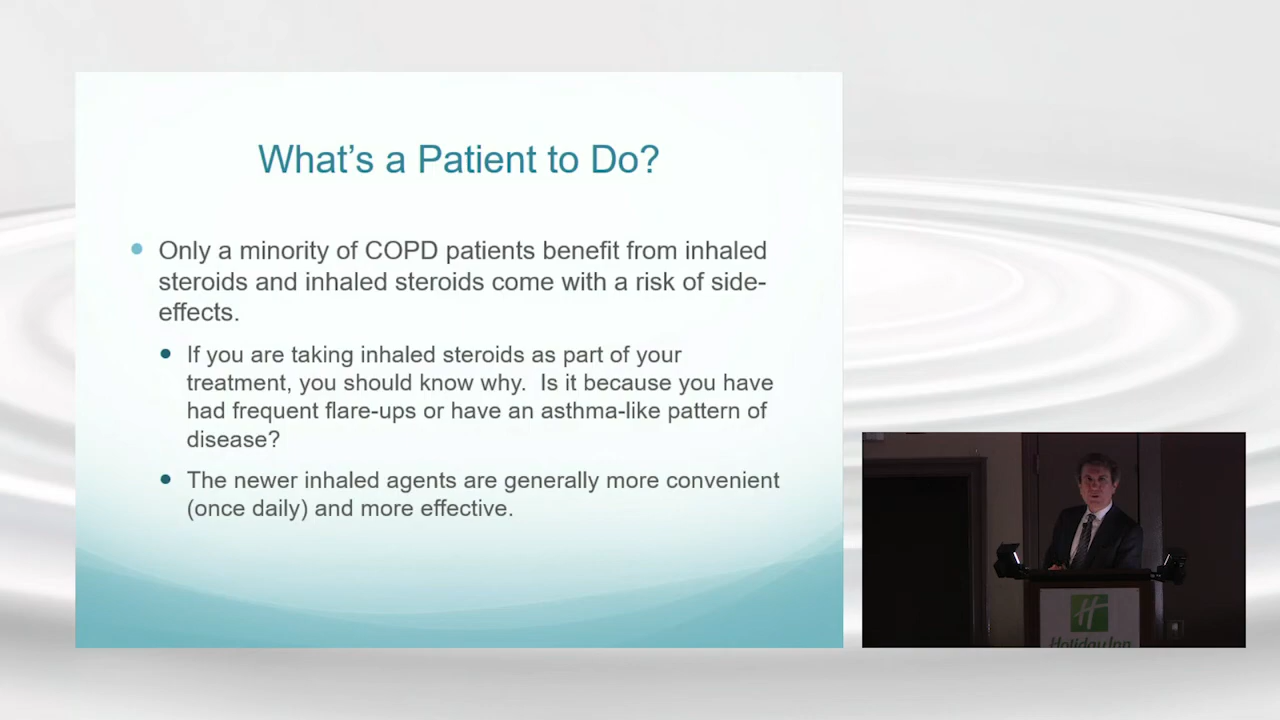 What's a Patient to Do?
Only a minority of COPD patients benefit from inhaled
steroids and inhaled steroids come with a risk of side-
effects.
If you are taking inhaled steroids as part of your
treatment, you should know why.  Is it because you have
had frequent flare-ups or have an asthma-like pattern of
disease?
The newer inhaled agents are generally more convenient
(once daily) and more effective.
H
Holiday Inn